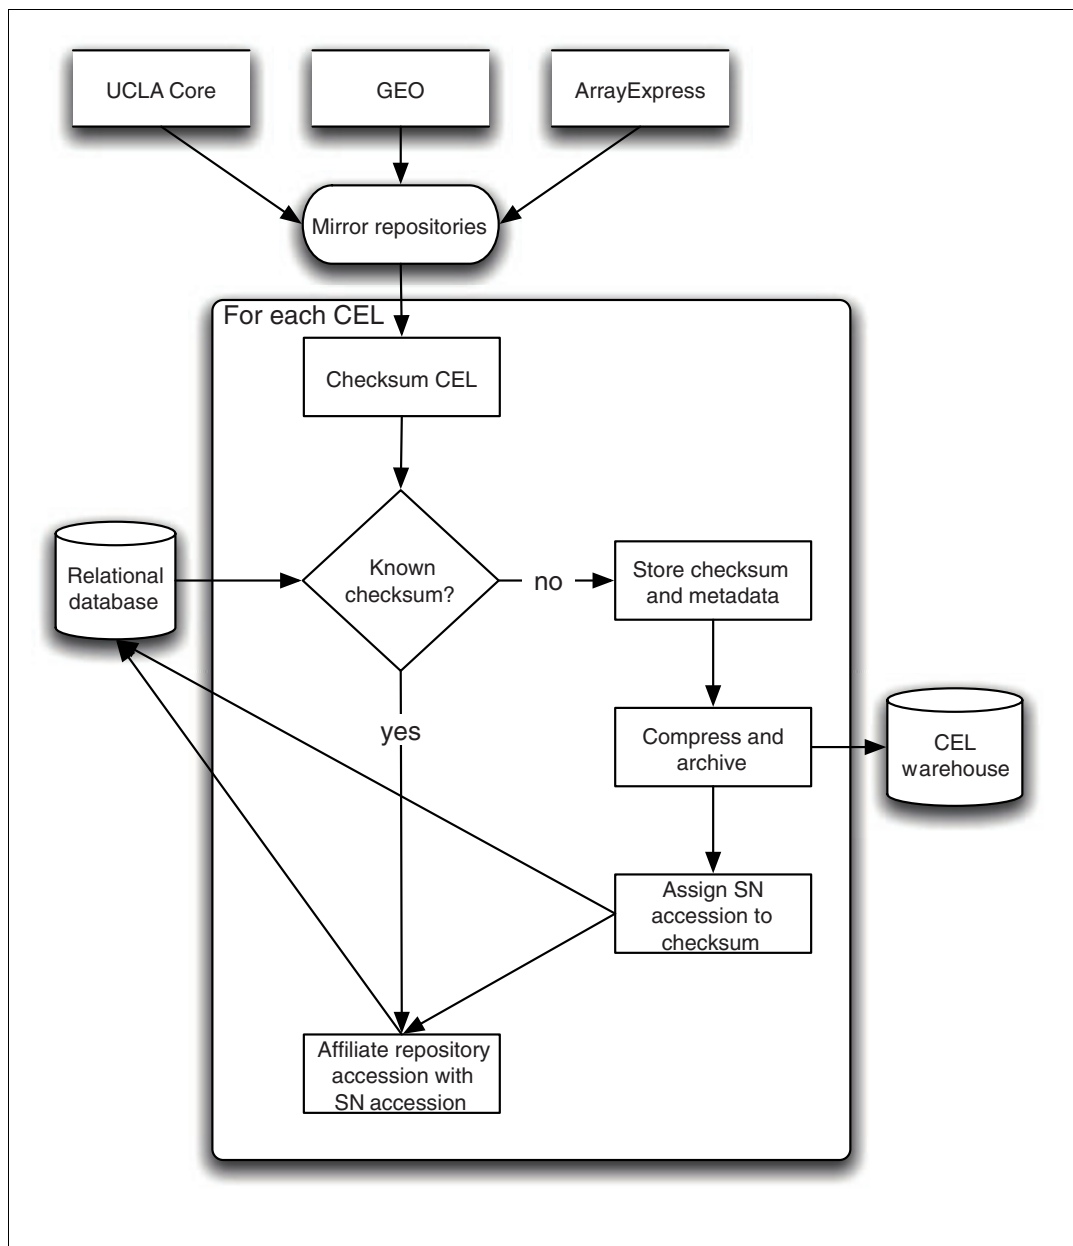 UCLA Core
GEO
ArrayExpress
Mirror repositories
For each CEL
Checksum CEL
Relational
database
Known
checksum?
no
Store checksum
and metadata
yes
Compress and
archive
CEL
warehouse
Assign SN
accession to
checksum
Affiliate repository
accession with
SN accession